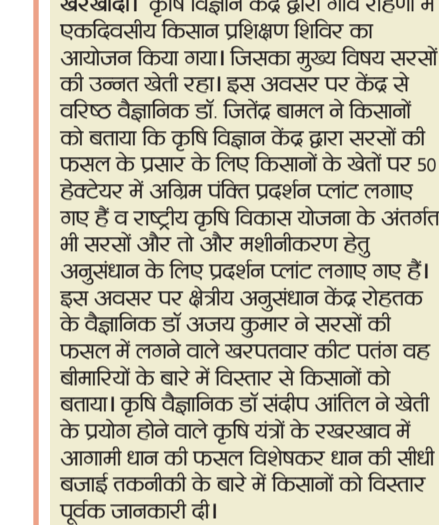 खरखौदा। कृषि विज्ञान केंद्र द्वारा गांव रोहणा में
एकदिवसीय किसान प्रशिक्षण शिविर का
आयोजन किया गया। जिसका मुख्य विषय सरसों
की उन्नत खेती रहा। इस अवसर पर केंद्र से
वरिष्ठ वैज्ञानिक डॉ. जितेंद्र बामल ने किसानों
को बताया कि कृषि विज्ञान केंद्र द्वारा सरसों की
फसल के प्रसार के लिए किसानों के खेतों पर 50
हेक्टेयर में अग्रिम पंक्ति प्रदर्शन प्लांट लगाए
गए हैं व राष्ट्रीय कृषि विकास योजना के अंतर्गत
भी सरसों और तो और मशीनीकरण हेतु
अनुसंधान के लिए प्रदर्शन प्लांट लगाए गए हैं।
इस अवसर पर क्षेत्रीय अनुसंधान केंद्र रोहतक
के वैज्ञानिक डॉ अजय कुमार ने सरसों की
फसल में लगने वाले खरपतवार कीट पतंग वह
बीमारियों के बारे में विस्तार से किसानों को
बताया। कृषि वैज्ञानिक डॉ संदीप आंतिल ने खेती
के प्रयोग होने वाले कृषि यंत्रों के रखरखाव में
आगामी धान की फसल विशेषकर धान की सीधी
बजाई तकनीकी के बारे में किसानों को विस्तार
पूर्वक जानकारी दी।